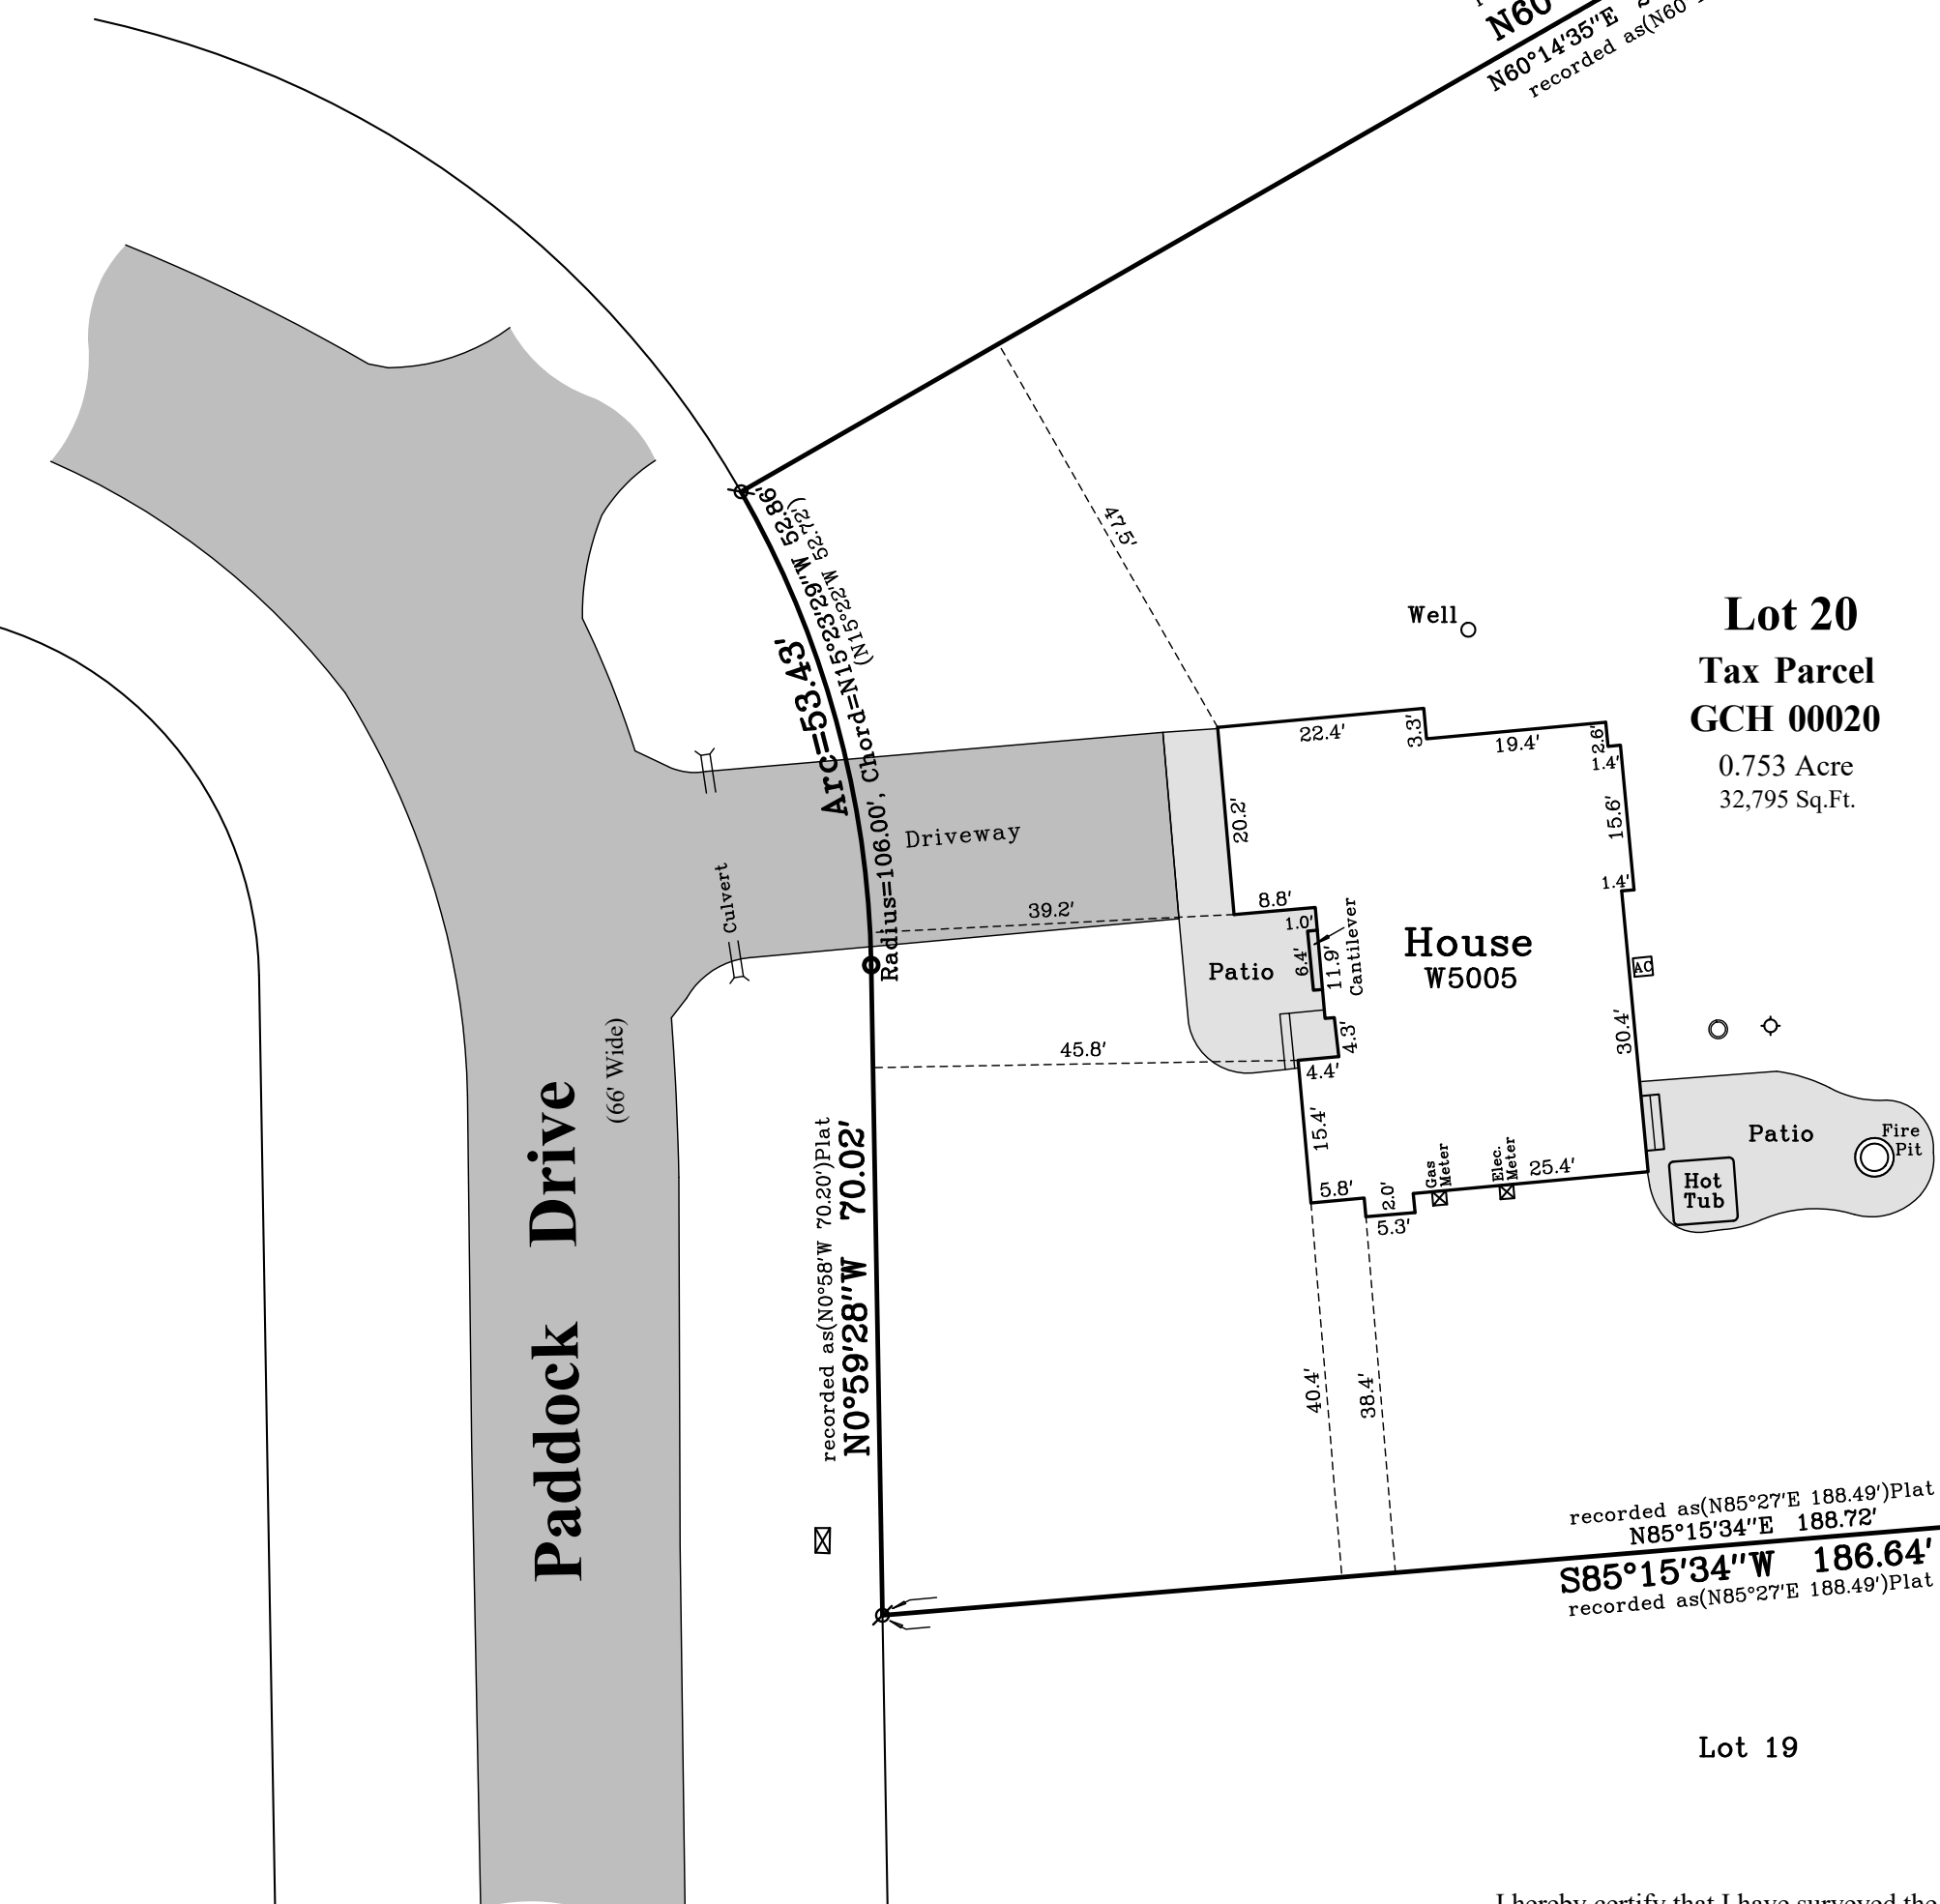 N60
N60°14'35"E
recorded as(N60
47.5'
Well
Lot 20
Tax Parcel
GCH 00020
0.753 Acre
32,795 Sq.Ft.
Arc=53.43'
Radius=106.00', Chord=N15°23'29"W 52.86'
(N15°22'W 52.72')
22.4'
3.3'
19.4'
2.6'
1.4'
15.6'
1.4'
20.2'
Driveway
Culvert
39.2'
8.8'
1.0'
6.4'
11.9'
Cantilever
Patio
House
W5005
AC
30.4'
4.3'
45.8'
4.4'
15.4'
5.8'
2.0'
5.3'
Gas
Meter
Elec.
Meter
25.4'
Patio
Fire
Pit
Hot
Tub
(66' Wide)
Paddock Drive
recorded as(N0°58'W 70.20')Plat
N0°59'28"W 70.02'
40.4'
38.4'
recorded as(N85°27'E 188.49')Plat
N85°15'34"E 188.72'
S85°15'34"W 186.64'
recorded as(N85°27'E 188.49')Plat
Lot 19
I hereby certify that I have surveyed the